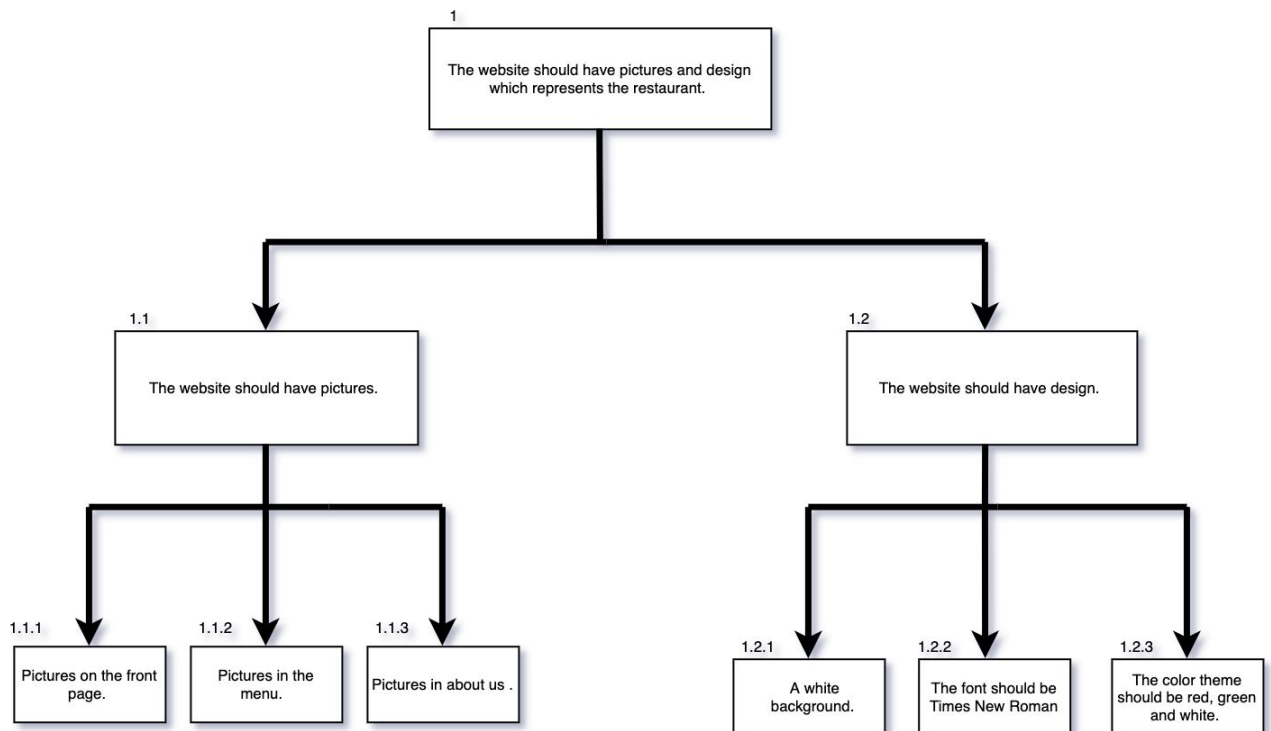 1
The website should have pictures and design
which represents the restaurant.
1.1
The website should have pictures.
1.2
The website should have design.
1.1.1
Pictures on the front
page.
1.1.2
Pictures in the
menu.
1.1.3
Pictures in about us .
1.2.1
A white
background.
1.2.2
The font should be
Times New Roman
1.2.3
The color theme
should be red, green
and white.